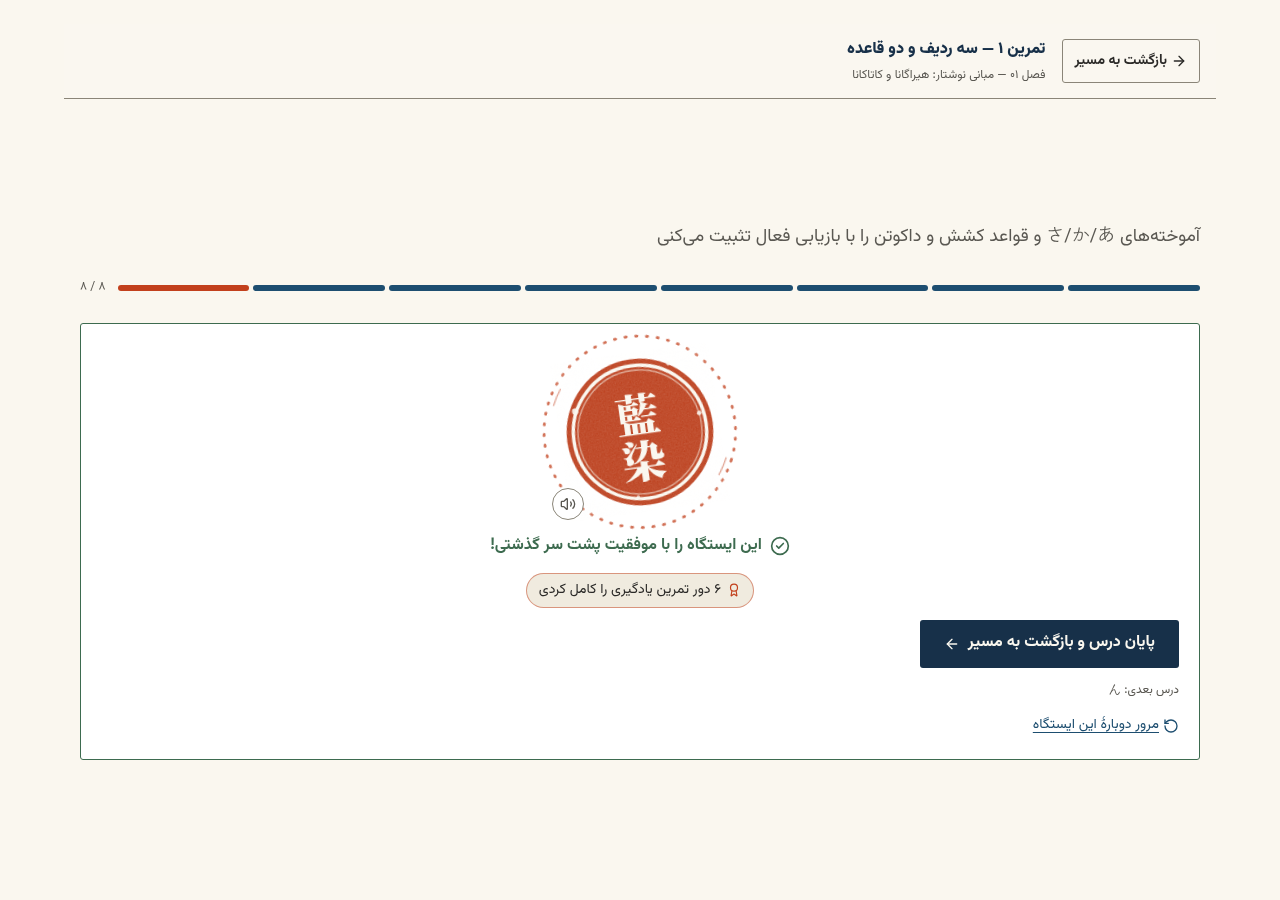 بازگشت به مسیر
تمرین ۱ — سه ردیف و دو قاعده
فصل ۰۱ — مبانی نوشتار: هیراگانا و کاتاکانا
آموخته‌های あ/か/さ و قواعد کشش و داکوتن را با بازیابی فعال تثبیت می‌کنی
۸ / ۸
藍
染
این ایستگاه را با موفقیت پشت سر گذشتی!
۶ دور تمرین یادگیری را کامل کردی
پایان درس و بازگشت به مسیر
درس بعدی: ん
مرور دوبارهٔ این ایستگاه